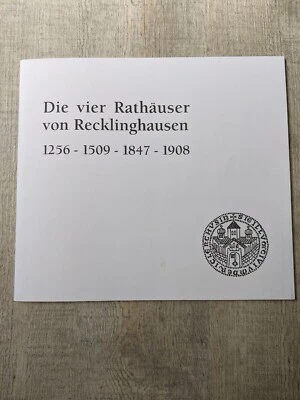 Die vier Rathäuser
von Recklinghausen
1256 - 1509 - 1847 - 1908